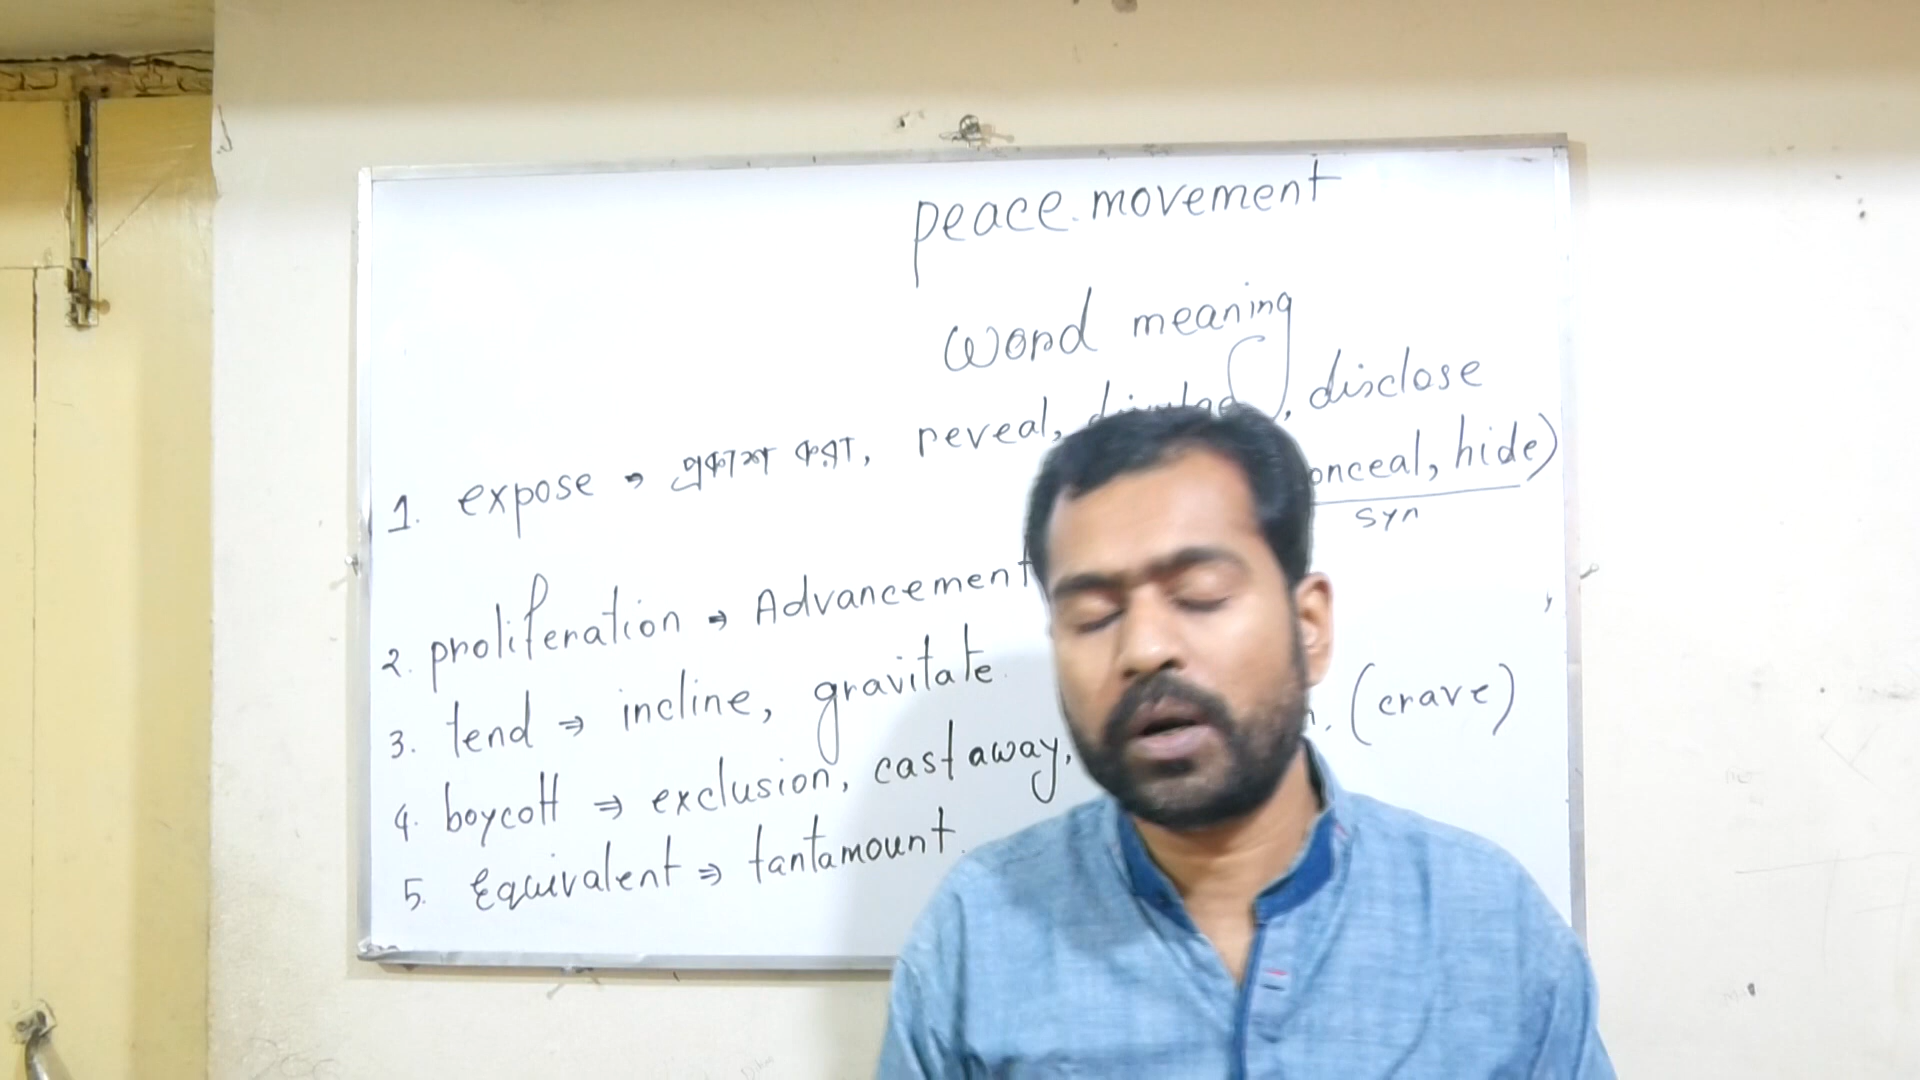 peace movement
word meaning
1. expose → প্রকাশ করা, reveal, , disclose
hide)
syn
2. proliferation → Advancement
3. tend ⇒ incline, gravitate
(crave)
4. boycott ⇒ exclusion, cast away,
5. Equivalent ⇒ tantamount.